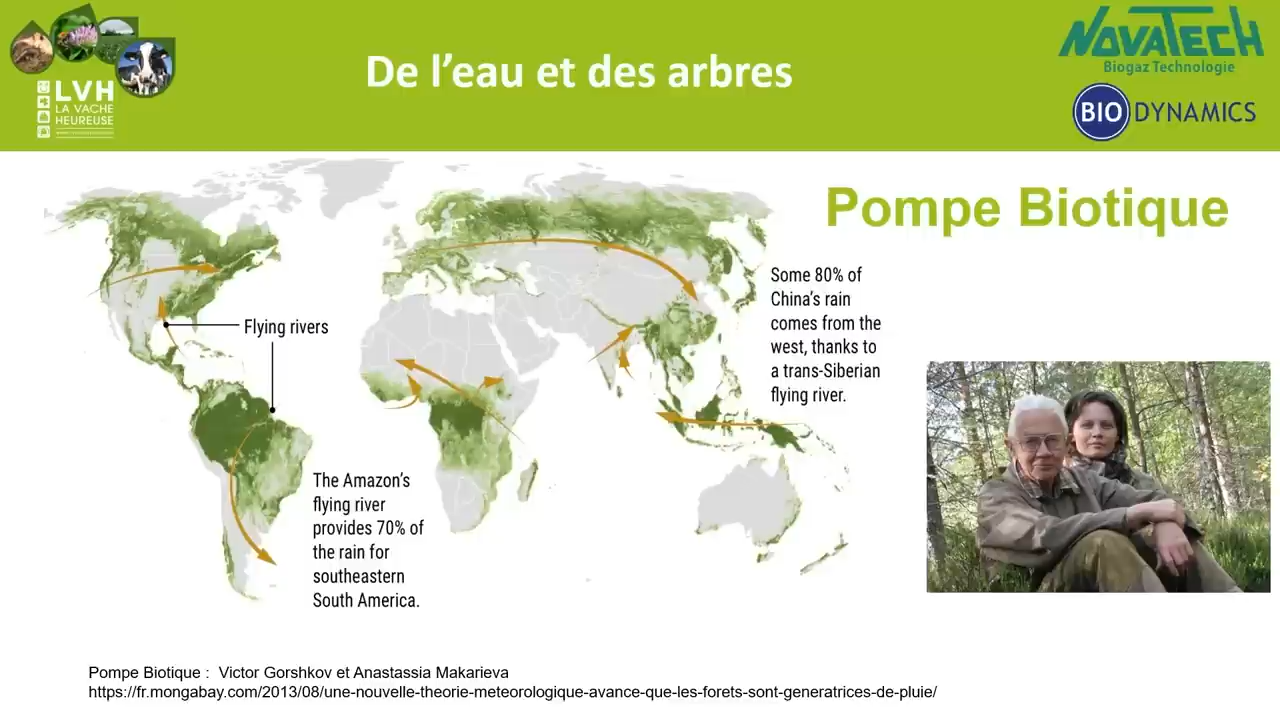 LVH
LA VACHE
HEUREUSE
De l’eau et des arbres
NOVATECH
Biogaz Technologie
BIO DYNAMICS
Pompe Biotique
Flying rivers
Some 80% of
China’s rain
comes from the
west, thanks to
a trans-Siberian
flying river.
The Amazon’s
flying river
provides 70% of
the rain for
southeastern
South America.
Pompe Biotique : Victor Gorshkov et Anastassia Makarieva
https://fr.mongabay.com/2013/08/une-nouvelle-theorie-meteorologique-avance-que-les-forets-sont-generatrices-de-pluie/